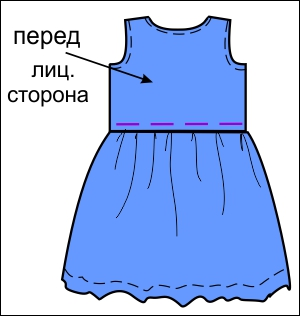 перед
лиц.
сторона